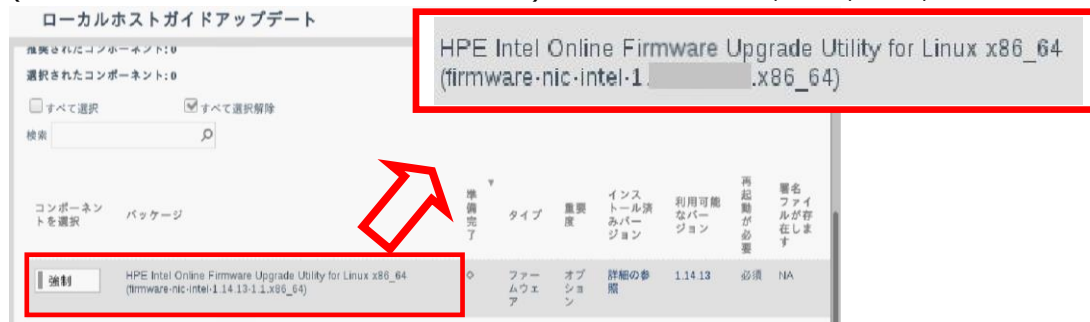 ローカルホストガイドアップデート
HPE Intel Online Firmware Upgrade Utility for Linux x86_64
(firmware-nic-intel-1. .x86_64)
推奨されたコンポーネント:0
選択されたコンポーネント:0
すべて選択 すべて選択解除
検索
コンポーネントを選択 パッケージ 準備完了 タイプ 重要度 インストール済みバージョン 利用可能なバージョン 再起動が必要 署名ファイルが存在します
強制 HPE Intel Online Firmware Upgrade Utility for Linux x86_64 ファームウェア オプション 詳細の参照 1.14.13 必須 NA
(firmware-nic-intel-1.14.13-1.1.x86_64)